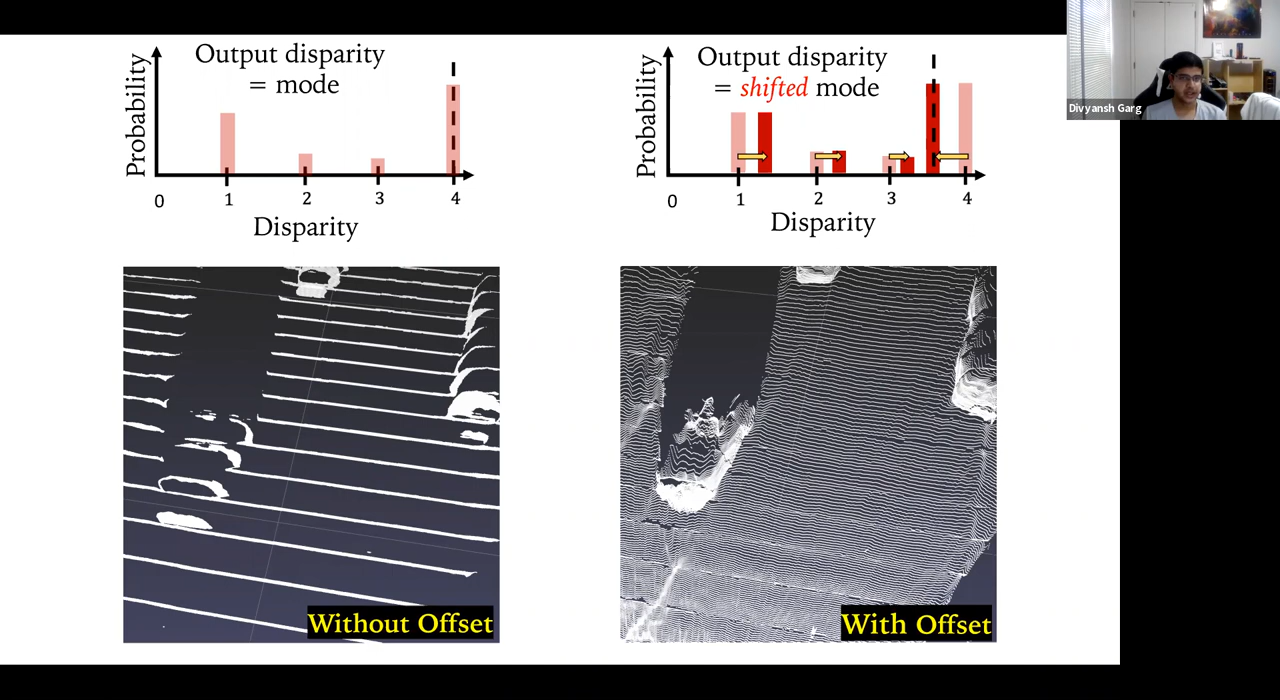 Output disparity
= mode
Probability
0 1 2 3 4
Disparity
Output disparity
= shifted mode
Probability
0 1 2 3 4
Disparity
Without Offset
With Offset
Divyansh Garg